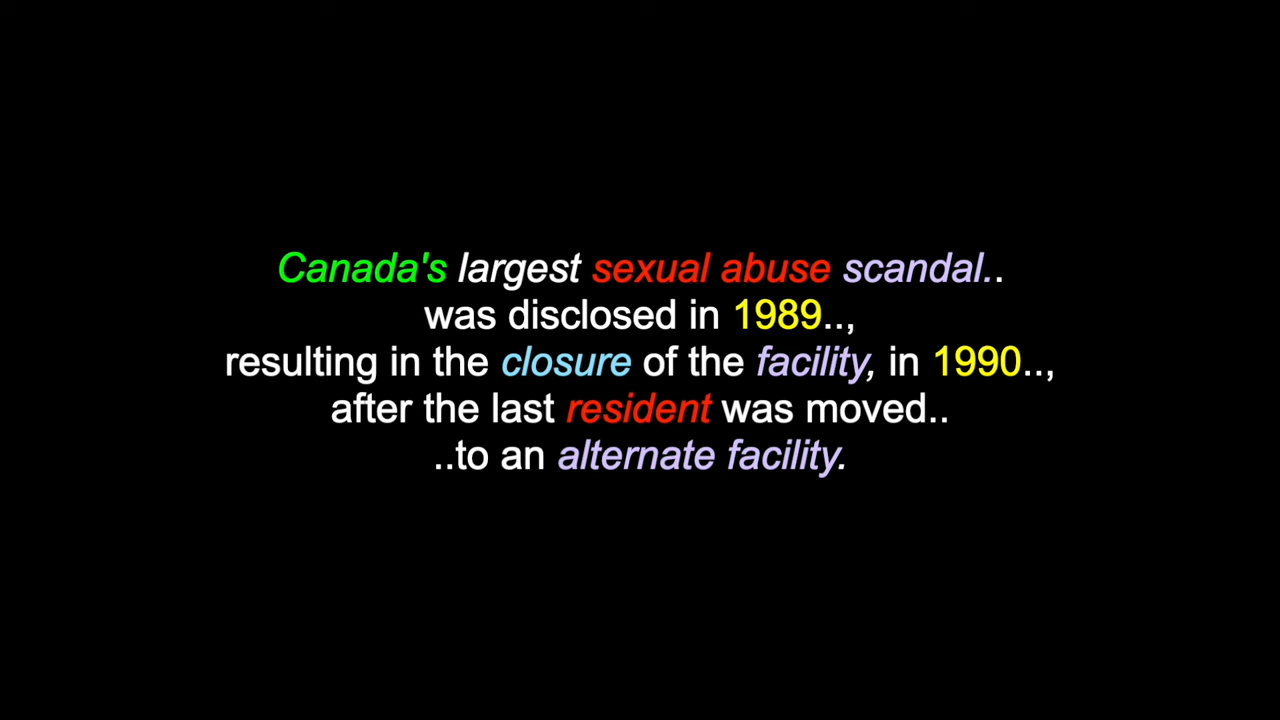 Canada's largest sexual abuse scandal..
was disclosed in 1989..,
resulting in the closure of the facility, in 1990..,
after the last resident was moved..
..to an alternate facility.